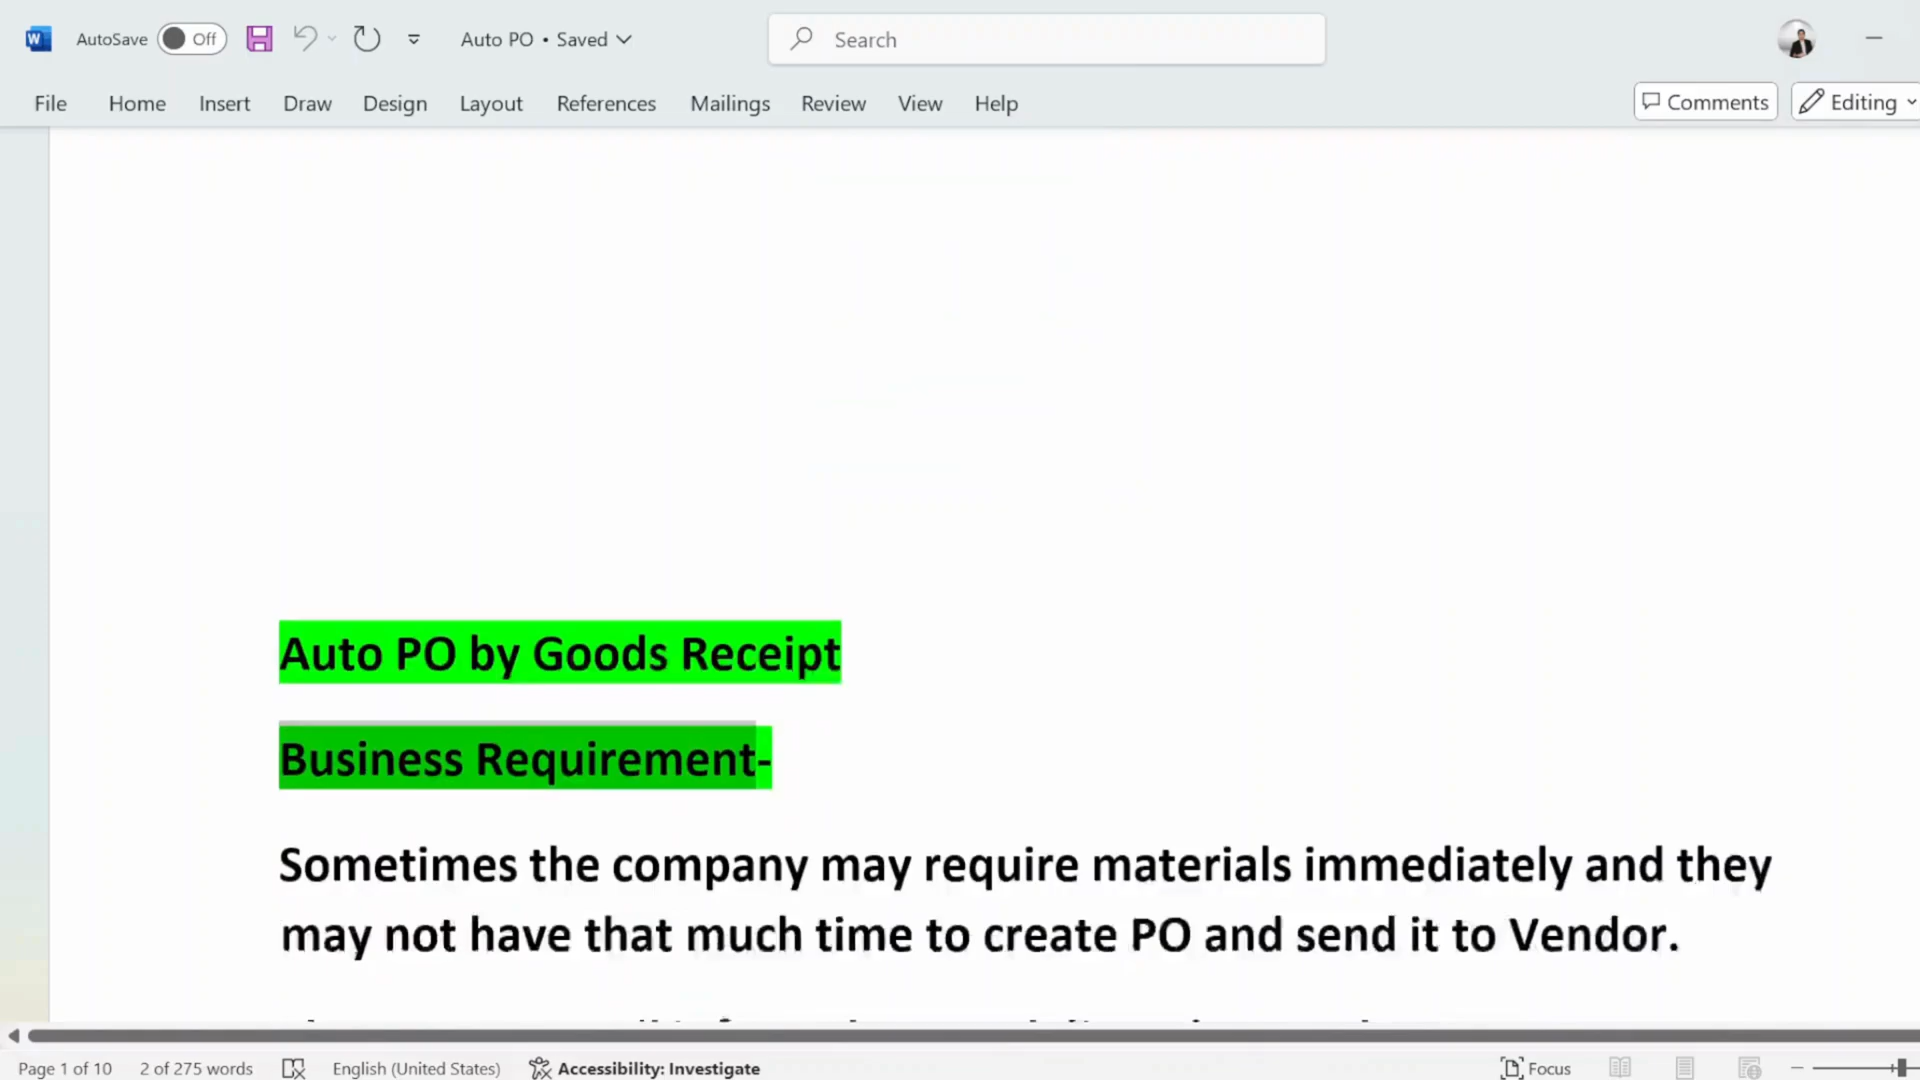 AutoSave Off Auto PO • Saved Search
File Home Insert Draw Design Layout References Mailings Review View Help Comments Editing
Auto PO by Goods Receipt
Business Requirement-
Sometimes the company may require materials immediately and they
may not have that much time to create PO and send it to Vendor.
Page 1 of 10 2 of 275 words English (United States) Accessibility: Investigate Focus